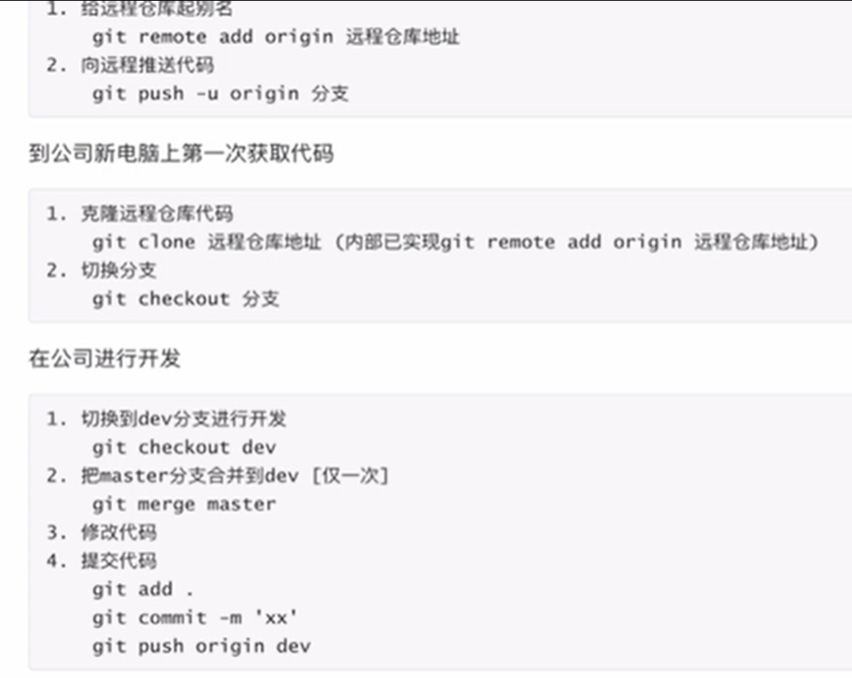 1. 给远程仓库起别名
git remote add origin 远程仓库地址
2. 向远程推送代码
git push -u origin 分支
到公司新电脑上第一次获取代码
1. 克隆远程仓库代码
git clone 远程仓库地址 (内部已实现git remote add origin 远程仓库地址)
2. 切换分支
git checkout 分支
在公司进行开发
1. 切换到dev分支进行开发
git checkout dev
2. 把master分支合并到dev [仅一次]
git merge master
3. 修改代码
4. 提交代码
git add .
git commit -m 'xx'
git push origin dev